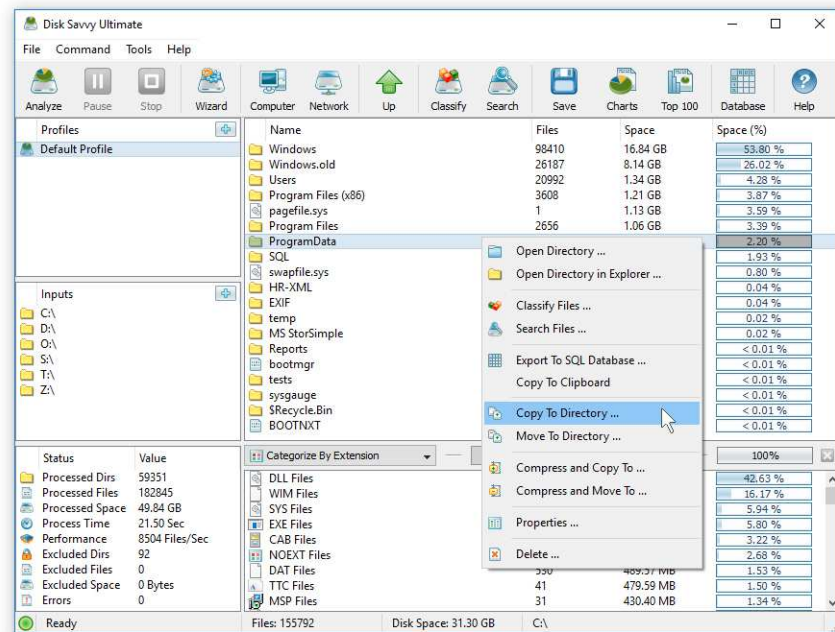 Disk Savvy Ultimate
File Command Tools Help
Analyze Pause Stop Wizard Computer Network Up Classify Search Save Charts Top 100 Database Help
Profiles
Default Profile
Inputs
C:\
D:\
O:\
S:\
T:\
Z:\
Name Files Space Space (%)
Windows 98410 16.84 GB 53.80 %
Windows.old 26187 8.14 GB 26.02 %
Users 20992 1.34 GB 4.28 %
Program Files (x86) 3608 1.21 GB 3.87 %
pagefile.sys 1 1.13 GB 3.59 %
Program Files 2656 1.06 GB 3.39 %
ProgramData 2.20 %
SQL 1.93 %
swapfile.sys 0.80 %
HR-XML 0.04 %
EXIF 0.04 %
temp 0.02 %
MS StorSimple 0.02 %
Reports < 0.01 %
bootmgr < 0.01 %
tests < 0.01 %
sysgauge < 0.01 %
$Recycle.Bin < 0.01 %
BOOTNXT < 0.01 %
Open Directory ...
Open Directory in Explorer ...
Classify Files ...
Search Files ...
Export To SQL Database ...
Copy To Clipboard
Copy To Directory ...
Move To Directory ...
Compress and Copy To ...
Compress and Move To ...
Properties ...
Delete ...
Status Value
Processed Dirs 59351
Processed Files 182845
Processed Space 49.84 GB
Process Time 21.50 Sec
Performance 8504 Files/Sec
Excluded Dirs 92
Excluded Files 0
Excluded Space 0 Bytes
Errors 0
Categorize By Extension 100%
DLL Files 42.63 %
WIM Files 16.17 %
SYS Files 5.94 %
EXE Files 5.80 %
CAB Files 3.22 %
NOEXT Files 2.68 %
DAT Files 1.53 %
TTC Files 41 479.59 MB 1.50 %
MSP Files 31 430.40 MB 1.34 %
Ready Files: 155792 Disk Space: 31.30 GB C:\